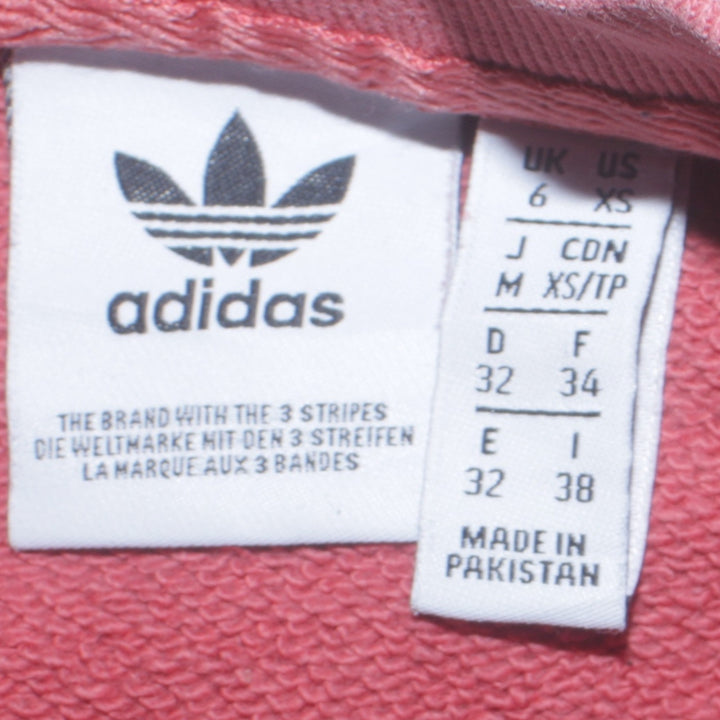 adidas
THE BRAND WITH THE 3 STRIPES
DIE WELTMARKE MIT DEN 3 STREIFEN
LA MARQUE AUX 3 BANDES
UK US
6 XS
J CDN
M XS/TP
D F
32 34
E I
32 38
MADE IN
PAKISTAN